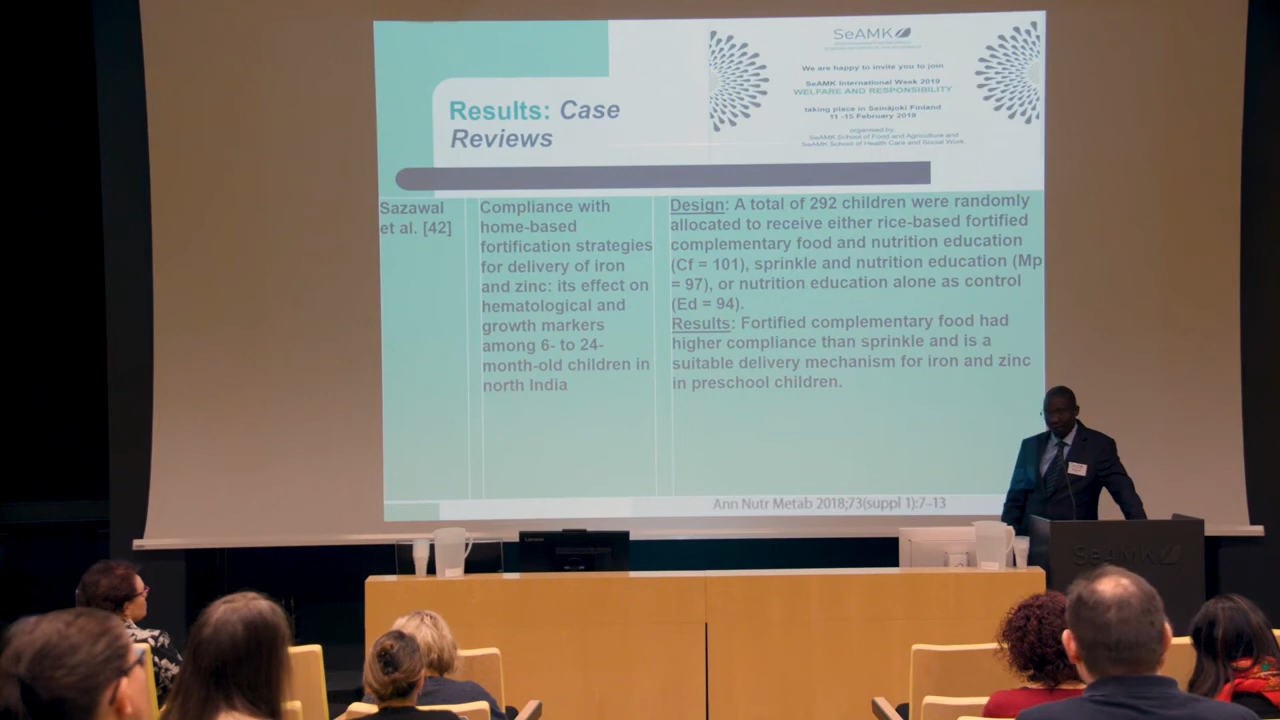 SeAMK
We are happy to invite you to join
SeAMK International Week 2019
WELFARE AND RESPONSIBILITY
taking place in Seinäjoki Finland
11 -15 February 2019
organised by
SeAMK School of Food and Agriculture and
SeAMK School of Health Care and Social Work
Results: Case
Reviews
Sazawal
et al. [42]
Compliance with
home-based
fortification strategies
for delivery of iron
and zinc: its effect on
hematological and
growth markers
among 6- to 24-
month-old children in
north India
Design: A total of 292 children were randomly
allocated to receive either rice-based fortified
complementary food and nutrition education
(Cf = 101), sprinkle and nutrition education (Mp
= 97), or nutrition education alone as control
(Ed = 94).
Results: Fortified complementary food had
higher compliance than sprinkle and is a
suitable delivery mechanism for iron and zinc
in preschool children.
Ann Nutr Metab 2018;73(suppl 1):7–13
Lenovo
SeAMK